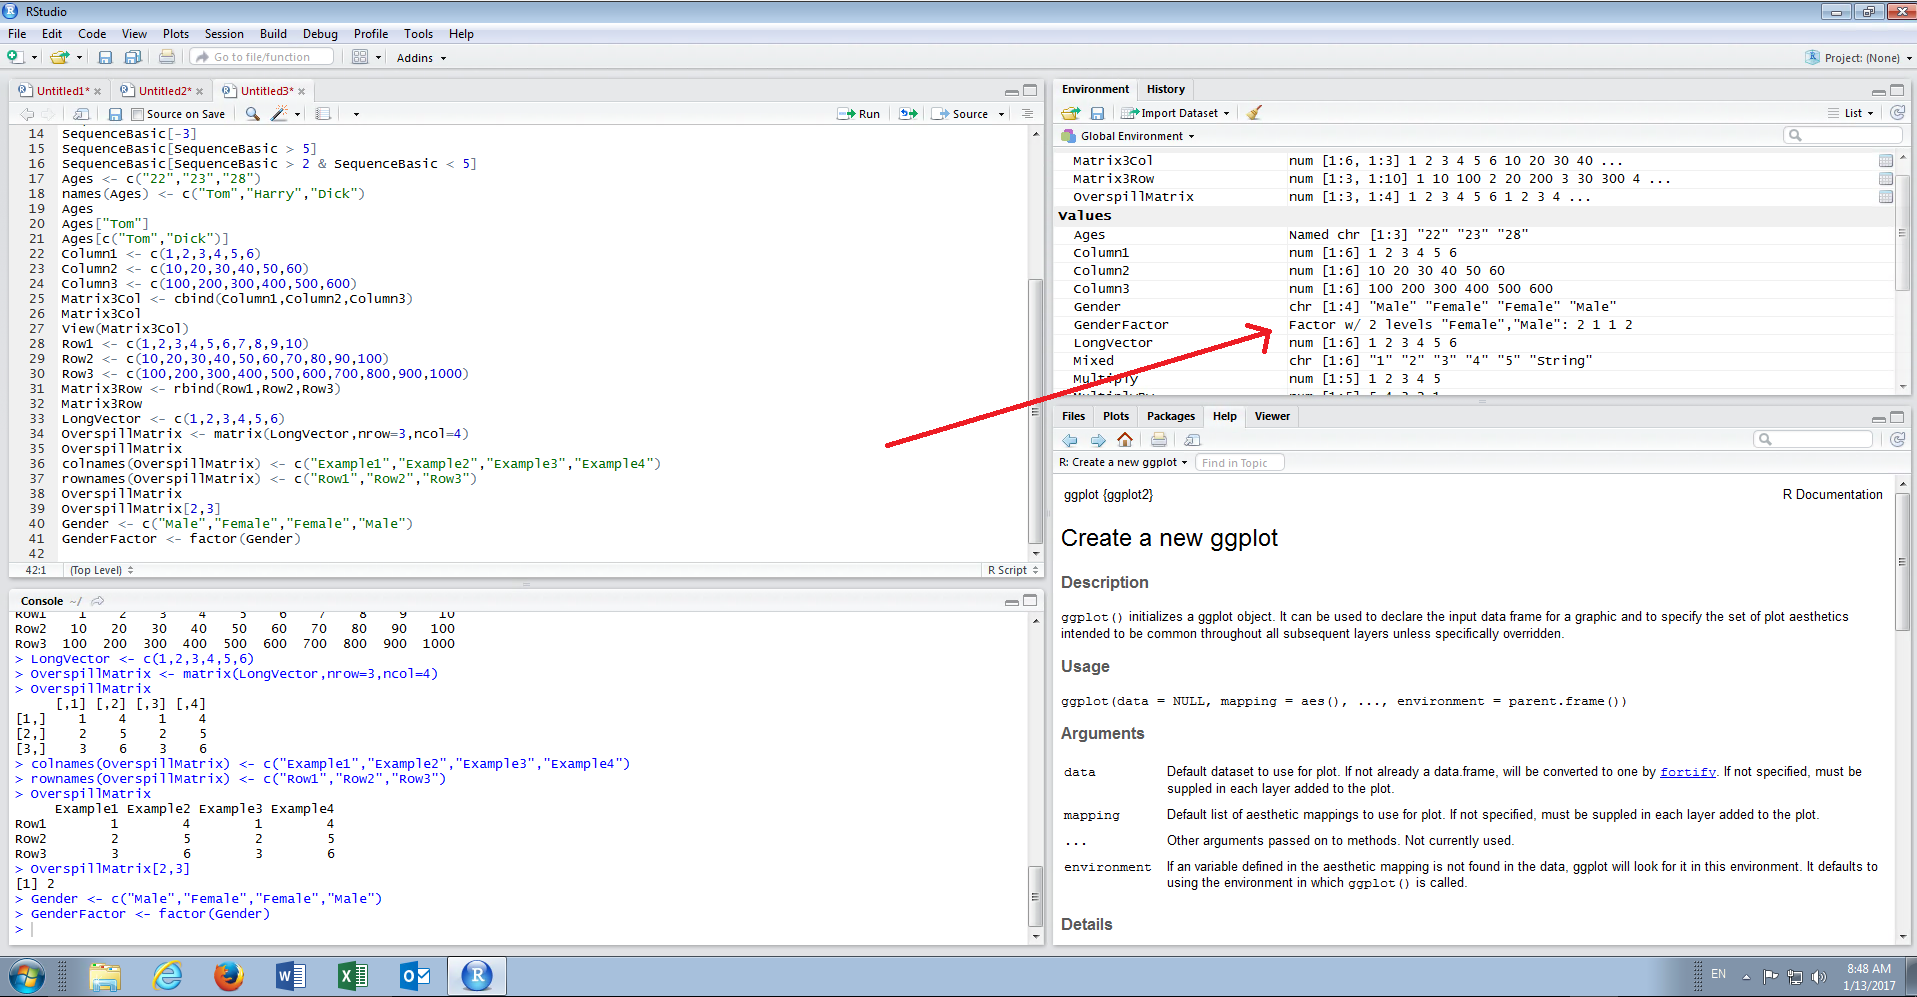 RStudio
File Edit Code View Plots Session Build Debug Profile Tools Help
Go to file/function Addins Project: (None)
Untitled1* Untitled2* Untitled3*
Source on Save Run Source
14 SequenceBasic[-3]
15 SequenceBasic[SequenceBasic > 5]
16 SequenceBasic[SequenceBasic > 2 & SequenceBasic < 5]
17 Ages <- c("22","23","28")
18 names(Ages) <- c("Tom","Harry","Dick")
19 Ages
20 Ages["Tom"]
21 Ages[c("Tom","Dick")]
22 Column1 <- c(1,2,3,4,5,6)
23 Column2 <- c(10,20,30,40,50,60)
24 Column3 <- c(100,200,300,400,500,600)
25 Matrix3Col <- cbind(Column1,Column2,Column3)
26 Matrix3Col
27 View(Matrix3Col)
28 Row1 <- c(1,2,3,4,5,6,7,8,9,10)
29 Row2 <- c(10,20,30,40,50,60,70,80,90,100)
30 Row3 <- c(100,200,300,400,500,600,700,800,900,1000)
31 Matrix3Row <- rbind(Row1,Row2,Row3)
32 Matrix3Row
33 LongVector <- c(1,2,3,4,5,6)
34 OverspillMatrix <- matrix(LongVector,nrow=3,ncol=4)
35 OverspillMatrix
36 colnames(OverspillMatrix) <- c("Example1","Example2","Example3","Example4")
37 rownames(OverspillMatrix) <- c("Row1","Row2","Row3")
38 OverspillMatrix
39 OverspillMatrix[2,3]
40 Gender <- c("Male","Female","Female","Male")
41 GenderFactor <- factor(Gender)
42
42:1 (Top Level) R Script
Console ~/
Row1 1 2 3 4 5 6 7 8 9 10
Row2 10 20 30 40 50 60 70 80 90 100
Row3 100 200 300 400 500 600 700 800 900 1000
> LongVector <- c(1,2,3,4,5,6)
> OverspillMatrix <- matrix(LongVector,nrow=3,ncol=4)
> OverspillMatrix
[,1] [,2] [,3] [,4]
[1,] 1 4 1 4
[2,] 2 5 2 5
[3,] 3 6 3 6
> colnames(OverspillMatrix) <- c("Example1","Example2","Example3","Example4")
> rownames(OverspillMatrix) <- c("Row1","Row2","Row3")
> OverspillMatrix
Example1 Example2 Example3 Example4
Row1 1 4 1 4
Row2 2 5 2 5
Row3 3 6 3 6
> OverspillMatrix[2,3]
[1] 2
> Gender <- c("Male","Female","Female","Male")
> GenderFactor <- factor(Gender)
>
Environment History
Import Dataset List
Global Environment
Matrix3Col num [1:6, 1:3] 1 2 3 4 5 6 10 20 30 40 ...
Matrix3Row num [1:3, 1:10] 1 10 100 2 20 200 3 30 300 4 ...
OverspillMatrix num [1:3, 1:4] 1 2 3 4 5 6 1 2 3 4 ...
Values
Ages Named chr [1:3] "22" "23" "28"
Column1 num [1:6] 1 2 3 4 5 6
Column2 num [1:6] 10 20 30 40 50 60
Column3 num [1:6] 100 200 300 400 500 600
Gender chr [1:4] "Male" "Female" "Female" "Male"
GenderFactor Factor w/ 2 levels "Female","Male": 2 1 1 2
LongVector num [1:6] 1 2 3 4 5 6
Mixed chr [1:6] "1" "2" "3" "4" "5" "String"
Multiply num [1:5] 1 2 3 4 5
Files Plots Packages Help Viewer
R: Create a new ggplot Find in Topic
ggplot {ggplot2} R Documentation
Create a new ggplot
Description
ggplot() initializes a ggplot object. It can be used to declare the input data frame for a graphic and to specify the set of plot aesthetics
intended to be common throughout all subsequent layers unless specifically overridden.
Usage
ggplot(data = NULL, mapping = aes(), ..., environment = parent.frame())
Arguments
data Default dataset to use for plot. If not already a data.frame, will be converted to one by fortify. If not specified, must be
suppled in each layer added to the plot.
mapping Default list of aesthetic mappings to use for plot. If not specified, must be suppled in each layer added to the plot.
... Other arguments passed on to methods. Not currently used.
environment If an variable defined in the aesthetic mapping is not found in the data, ggplot will look for it in this environment. It defaults to
using the environment in which ggplot() is called.
Details
EN 8:48 AM
1/13/2017